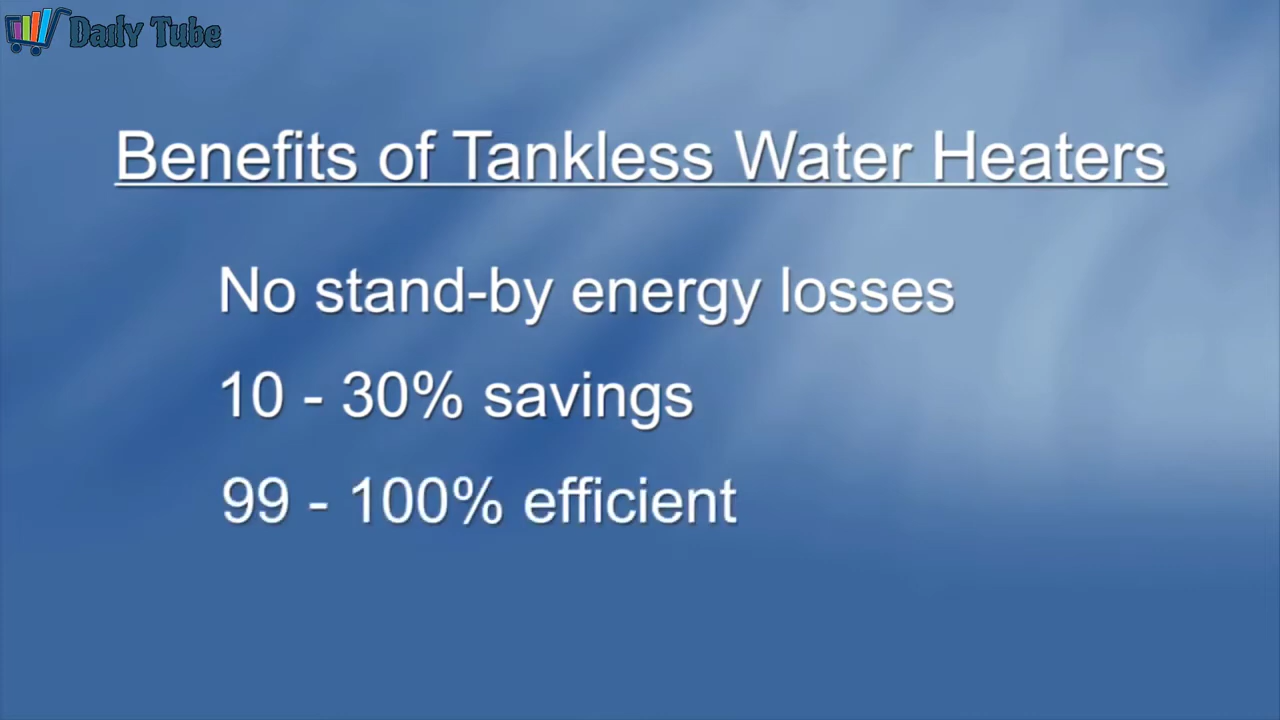 Daily Tube
Benefits of Tankless Water Heaters
No stand-by energy losses
10 - 30% savings
99 - 100% efficient